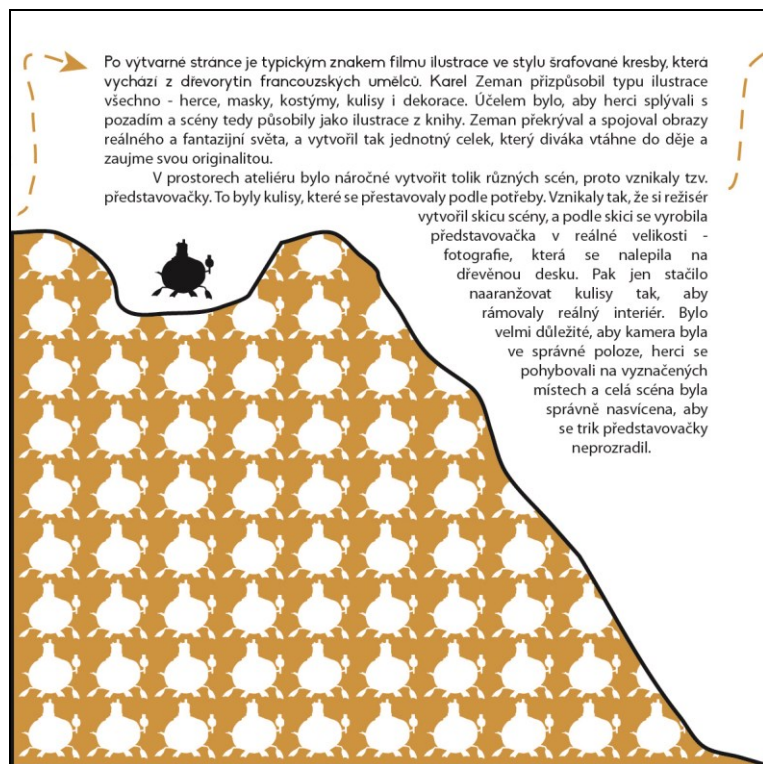 Po výtvarné stránce je typickým znakem filmu ilustrace ve stylu šrafované kresby, která
vychází z dřevorytin francouzských umělců. Karel Zeman přizpůsobil typu ilustrace
všechno - herce, masky, kostýmy, kulisy i dekorace. Účelem bylo, aby herci splývali s
pozadím a scény tedy působily jako ilustrace z knihy. Zeman překrýval a spojoval obrazy
reálného a fantazijní světa, a vytvořil tak jednotný celek, který diváka vtáhne do děje a
zaujme svou originalitou.
V prostorech ateliéru bylo náročné vytvořit tolik různých scén, proto vznikaly tzv.
představovačky. To byly kulisy, které se přestavovaly podle potřeby. Vznikaly tak, že si režisér
vytvořil skicu scény, a podle skici se vyrobila
představovačka v reálné velikosti -
fotografie, která se nalepila na
dřevěnou desku. Pak jen stačilo
naaranžovat kulisy tak, aby
rámovaly reálný interiér. Bylo
velmi důležité, aby kamera byla
ve správné poloze, herci se
pohybovali na vyznačených
místech a celá scéna byla
správně nasvícena, aby
se trik představovačky
neprozradil.